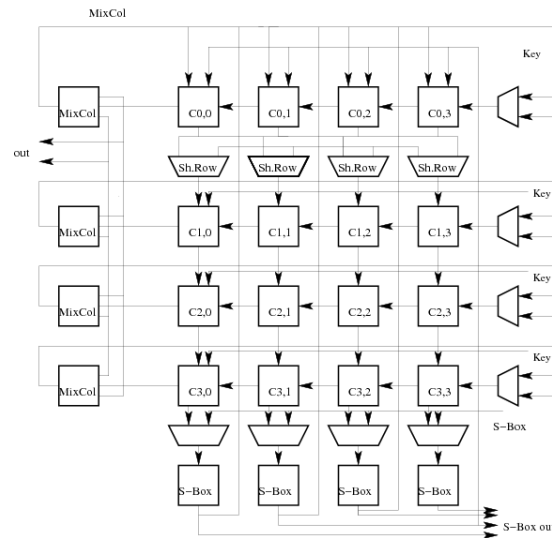 MixCol
Key
MixCol C0,0 C0,1 C0,2 C0,3
out
Sh.Row Sh.Row Sh.Row Sh.Row
Key
MixCol C1,0 C1,1 C1,2 C1,3
Key
MixCol C2,0 C2,1 C2,2 C2,3
Key
MixCol C3,0 C3,1 C3,2 C3,3
S-Box
S-Box S-Box S-Box S-Box
S-Box out